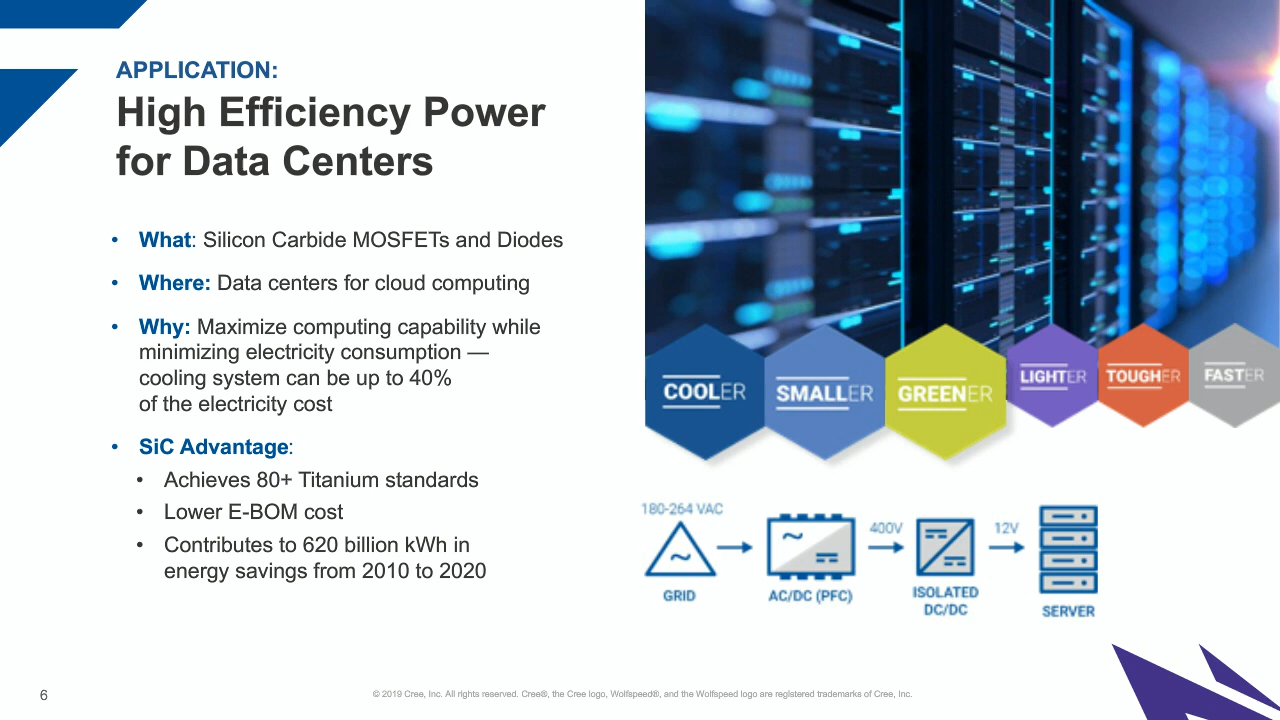 APPLICATION:
High Efficiency Power
for Data Centers
• What: Silicon Carbide MOSFETs and Diodes
• Where: Data centers for cloud computing
• Why: Maximize computing capability while
minimizing electricity consumption —
cooling system can be up to 40%
of the electricity cost
• SiC Advantage:
• Achieves 80+ Titanium standards
• Lower E-BOM cost
• Contributes to 620 billion kWh in
energy savings from 2010 to 2020
COOLER
SMALLER
GREENER
LIGHTER
TOUGHER
FASTER
180-264 VAC
400V
12V
GRID
AC/DC (PFC)
ISOLATED
DC/DC
SERVER
6
© 2019 Cree, Inc. All rights reserved. Cree®, the Cree logo, Wolfspeed®, and the Wolfspeed logo are registered trademarks of Cree, Inc.